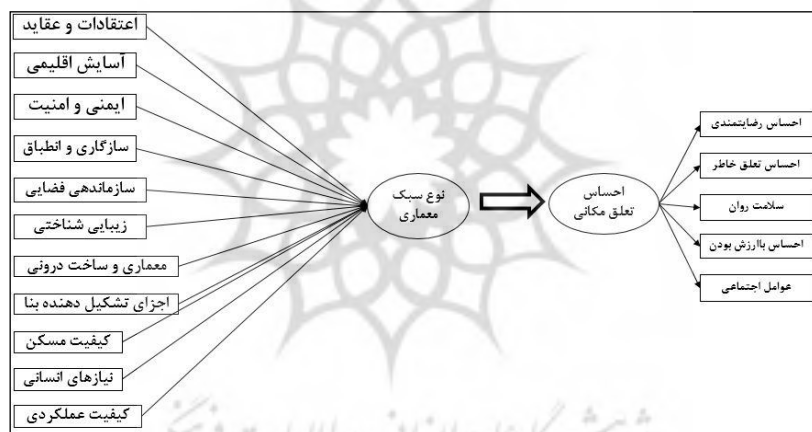 اعتقادات و عقاید
آسایش اقلیمی
ایمنی و امنیت
سازگاری و انطباق
سازماندهی فضایی
زیبایی شناختی
معماری و ساخت درونی
اجزای تشکیل دهنده بنا
کیفیت مسکن
نیازهای انسانی
کیفیت عملکردی
نوع سبک
معماری
احساس
تعلق مکانی
احساس رضایتمندی
احساس تعلق خاطر
سلامت روان
احساس باارزش بودن
عوامل اجتماعی